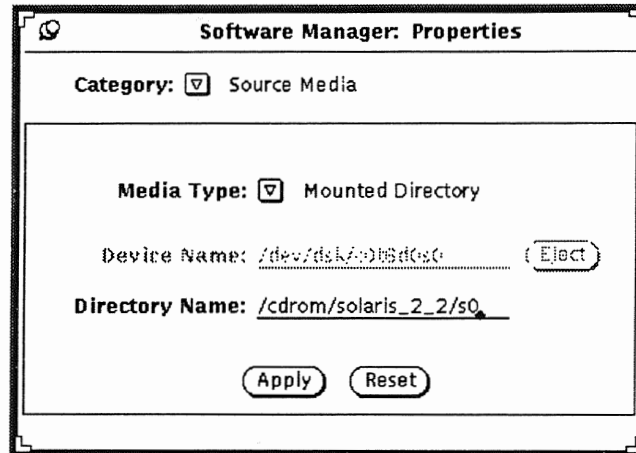 Software Manager: Properties
Category: Source Media
Media Type: Mounted Directory
Device Name: Eject
Directory Name: /cdrom/solaris_2_2/s0
Apply Reset